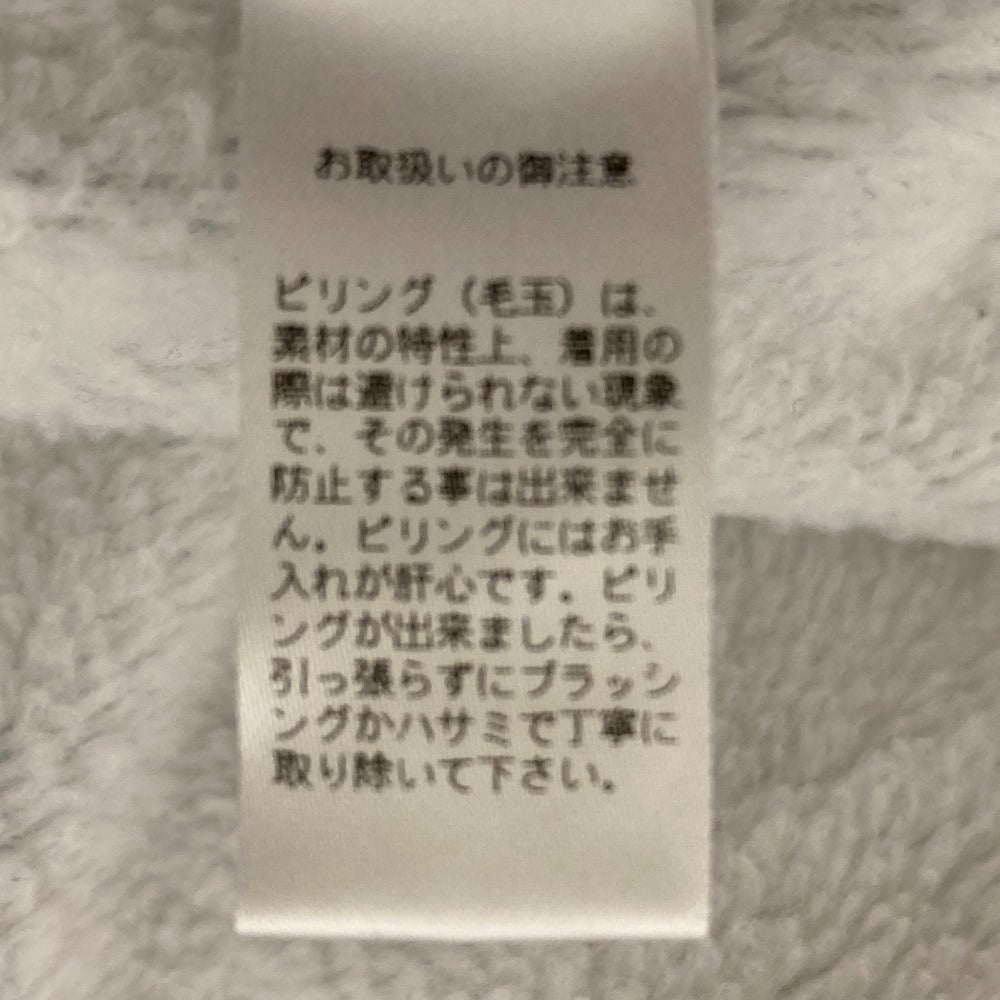 お取扱いの御注意
ピリング（毛玉）は、
素材の特性上、着用の
際は避けられない現象
で、その発生を完全に
防止する事は出来ませ
ん。ピリングにはお手
入れが肝心です。ピリ
ングが出来ましたら、
引っ張らずにブラッシ
ングかハサミで丁寧に
取り除いて下さい。